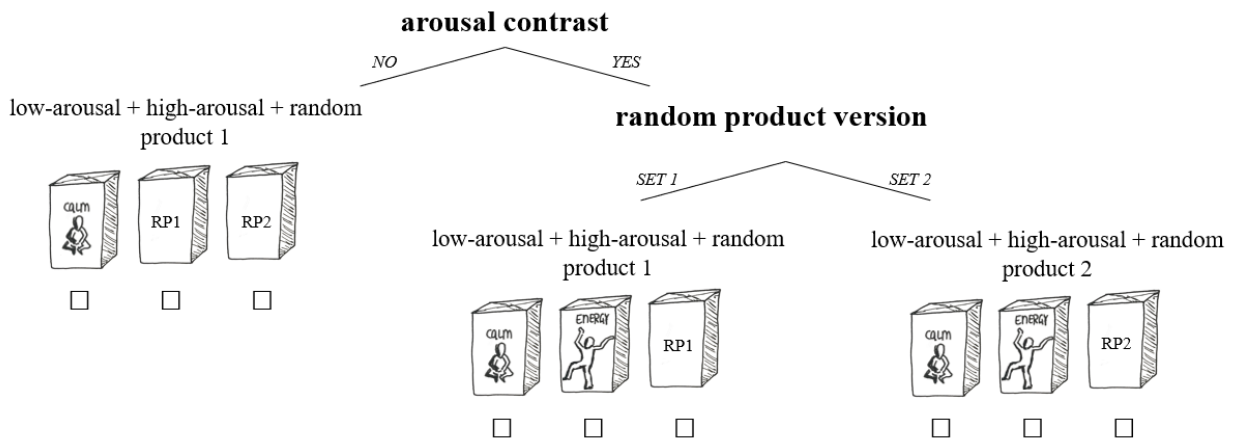 arousal contrast
NO
YES
low-arousal + high-arousal + random
product 1
CALM
RP1
RP2
random product version
SET 1
SET 2
low-arousal + high-arousal + random
product 1
CALM
ENERGY
RP1
low-arousal + high-arousal + random
product 2
CALM
ENERGY
RP2